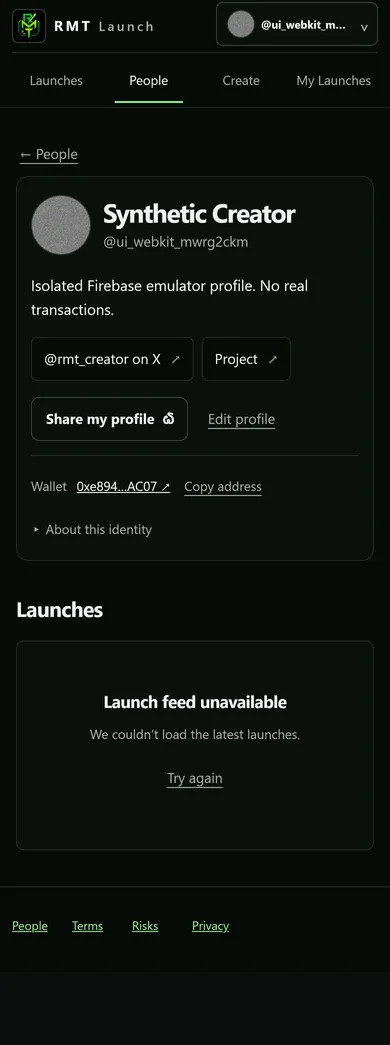 RMT Launch
@ui_webkit_m...
Launches People Create My Launches
← People
Synthetic Creator
@ui_webkit_mwrg2ckm
Isolated Firebase emulator profile. No real
transactions.
@rmt_creator on X ↗ Project ↗
Share my profile Edit profile
Wallet 0xe894...AC07 ↗ Copy address
▸ About this identity
Launches
Launch feed unavailable
We couldn't load the latest launches.
Try again
People Terms Risks Privacy